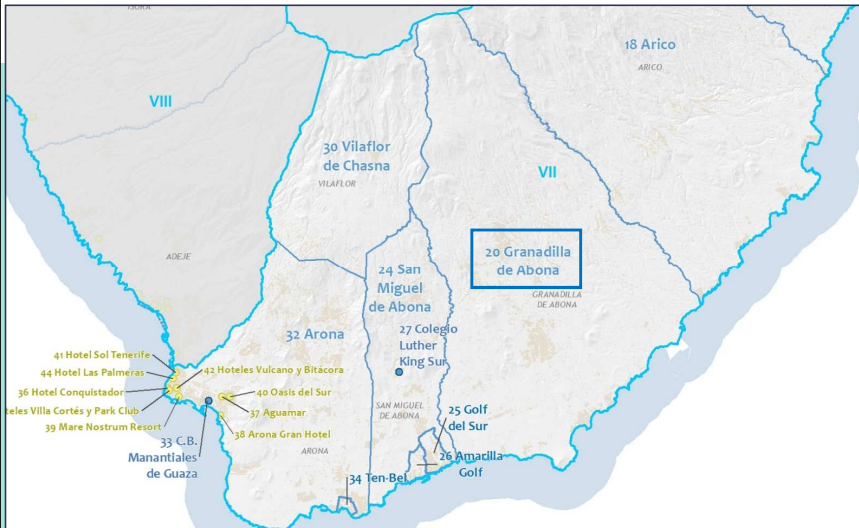 ISORA
18 Arico
ARICO
VIII
30 Vilaflor
de Chasna
VILAFLOR
VII
ADEJE
20 Granadilla
de Abona
GRANADILLA
DE ABONA
24 San
Miguel
de Abona
32 Arona
27 Colegio
Luther
King Sur
41 Hotel Sol Tenerife
44 Hotel Las Palmeras
42 Hoteles Vulcano y Bitácora
36 Hotel Conquistador
40 Oasis del Sur
teles Villa Cortés y Park Club
37 Aguamar
39 Mare Nostrum Resort
38 Arona Gran Hotel
SAN MIGUEL
DE ABONA
25 Golf
del Sur
33 C.B.
Manantiales
de Guaza
ARONA
26 Amarilla
Golf
34 Ten-Bel